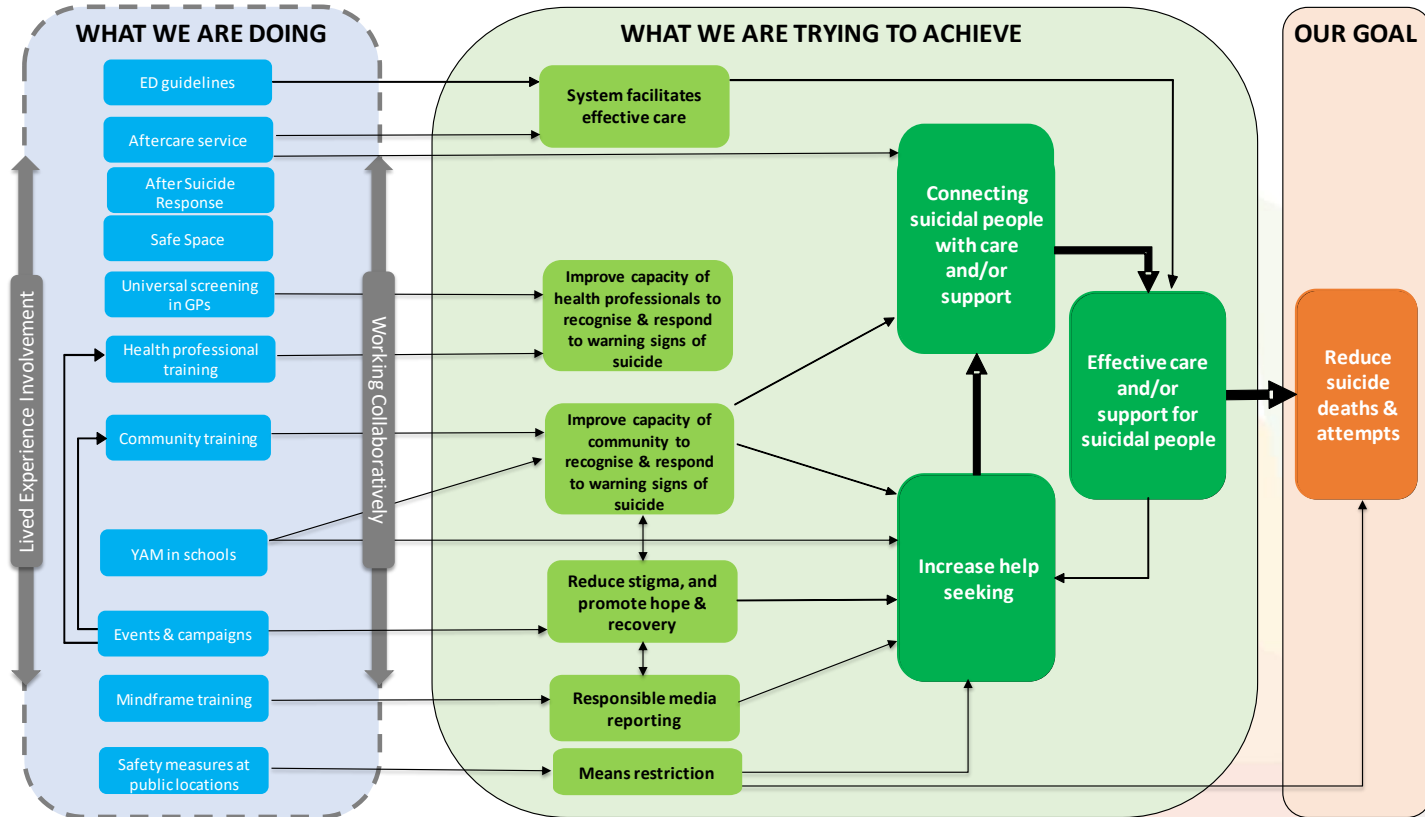 WHAT WE ARE DOING
WHAT WE ARE TRYING TO ACHIEVE
OUR GOAL
Lived Experience Involvement
Working Collaboratively
ED guidelines
Aftercare service
After Suicide
Response
Safe Space
Universal screening
in GPs
Health professional
training
Community training
YAM in schools
Events & campaigns
Mindframe training
Safety measures at
public locations
System facilitates
effective care
Improve capacity of
health professionals to
recognise & respond
to warning signs of
suicide
Improve capacity of
community to
recognise & respond
to warning signs of
suicide
Reduce stigma, and
promote hope &
recovery
Responsible media
reporting
Means restriction
Connecting
suicidal people
with care
and/or
support
Increase help
seeking
Effective care
and/or
support for
suicidal people
Reduce
suicide
deaths &
attempts